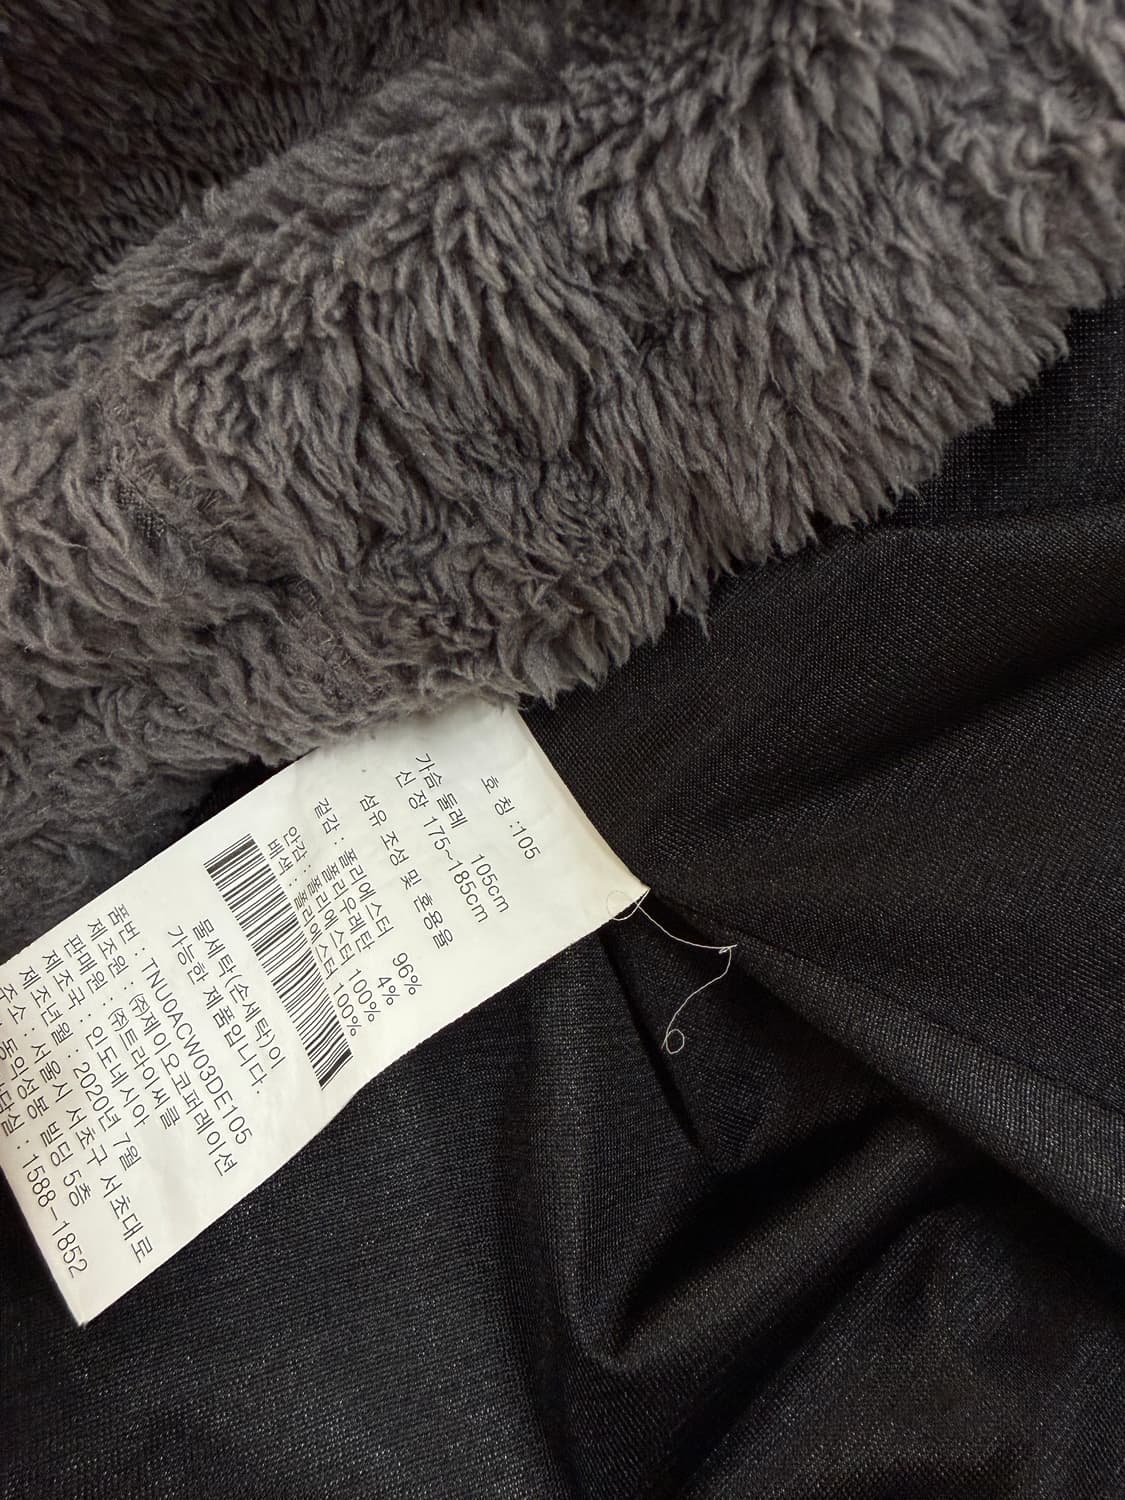 호 칭 :105
가슴 둘레 105cm
신 장 175~185cm
섬유 조성 및 혼용율
겉감 : 폴리에스터 96%
폴리우레탄 4%
안감 : 폴리에스터 100%
배색 : 폴리에스터 100%
물세탁(손세탁)이
가능한 제품입니다.
품번 : TNU0ACW03DE105
제조원 : (주)제이오코퍼레이션
판매원 : (주)트라이씨클
제조국 : 인도네시아
제조년월 : 2020년 7월
주소 : 서울시 서초구 서초대로
동익성봉 빌딩 5층
담실 : 1588-1852